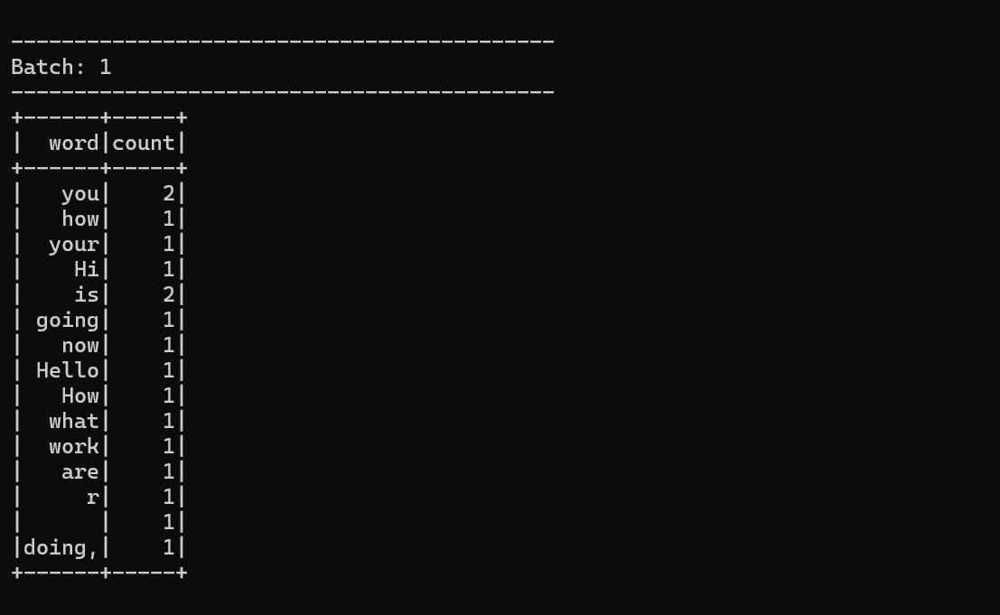 -------------------------------------------
Batch: 1
-------------------------------------------
+------+-----+
|  word|count|
+------+-----+
|   you|    2|
|   how|    1|
|  your|    1|
|    Hi|    1|
|    is|    2|
| going|    1|
|   now|    1|
| Hello|    1|
|   How|    1|
|  what|    1|
|  work|    1|
|   are|    1|
|     r|    1|
|      |    1|
|doing,|    1|
+------+-----+